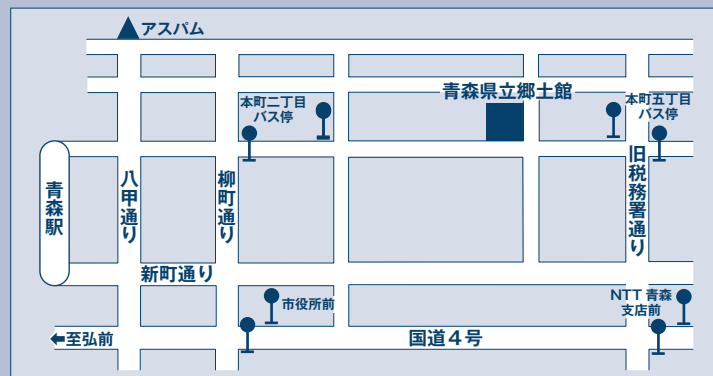 アスパム
青森県立郷土館
本町二丁目
バス停
本町五丁目
バス停
青森駅
八甲通り
柳町通り
旧税務署通り
新町通り
市役所前
NTT 青森
支店前
←至弘前
国道4号